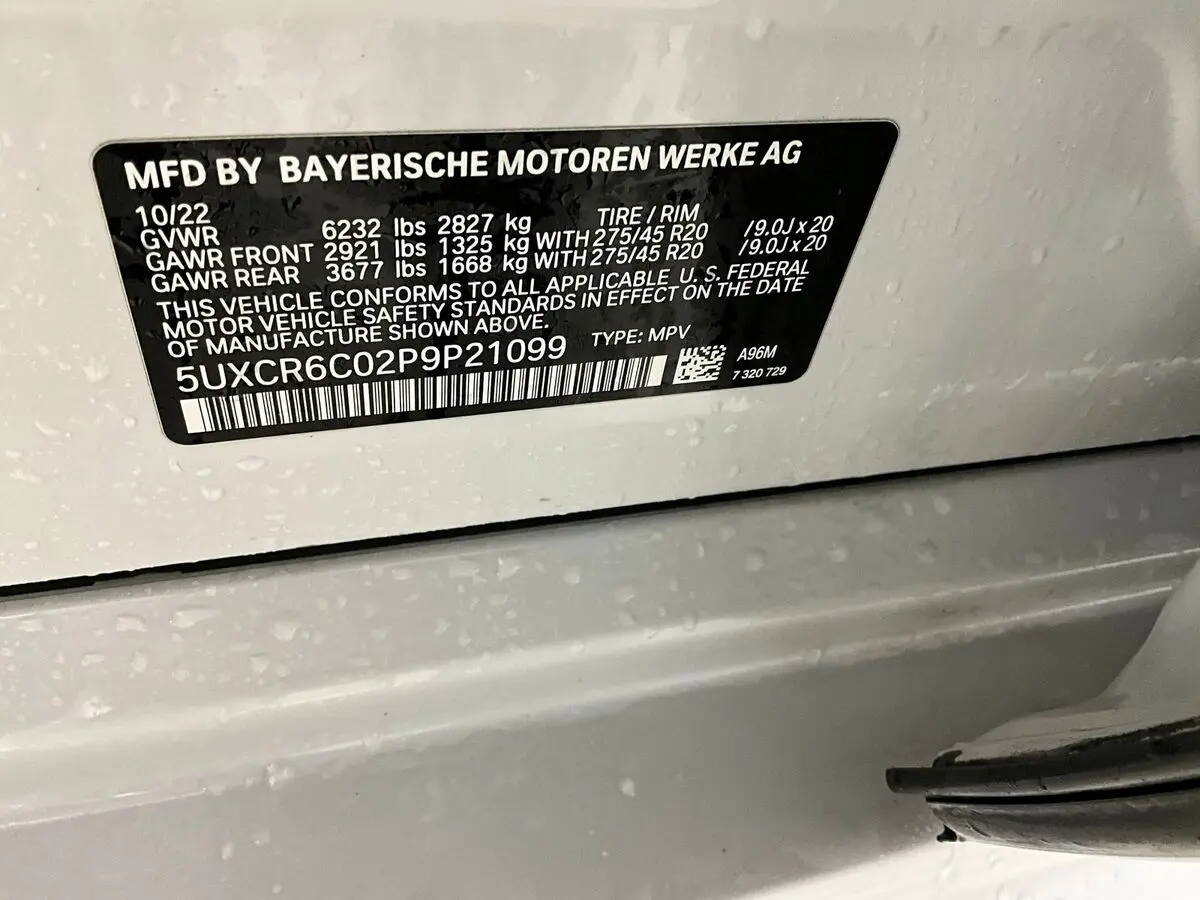 MFD BY BAYERISCHE MOTOREN WERKE AG
10/22 TIRE / RIM
GVWR 6232 lbs 2827 kg
GAWR FRONT 2921 lbs 1325 kg WITH 275/45 R20 /9.0J x 20
GAWR REAR 3677 lbs 1668 kg WITH 275/45 R20 /9.0J x 20
THIS VEHICLE CONFORMS TO ALL APPLICABLE U. S. FEDERAL
MOTOR VEHICLE SAFETY STANDARDS IN EFFECT ON THE DATE
OF MANUFACTURE SHOWN ABOVE.
5UXCR6C02P9P21099 TYPE: MPV
A96M
7 320 729